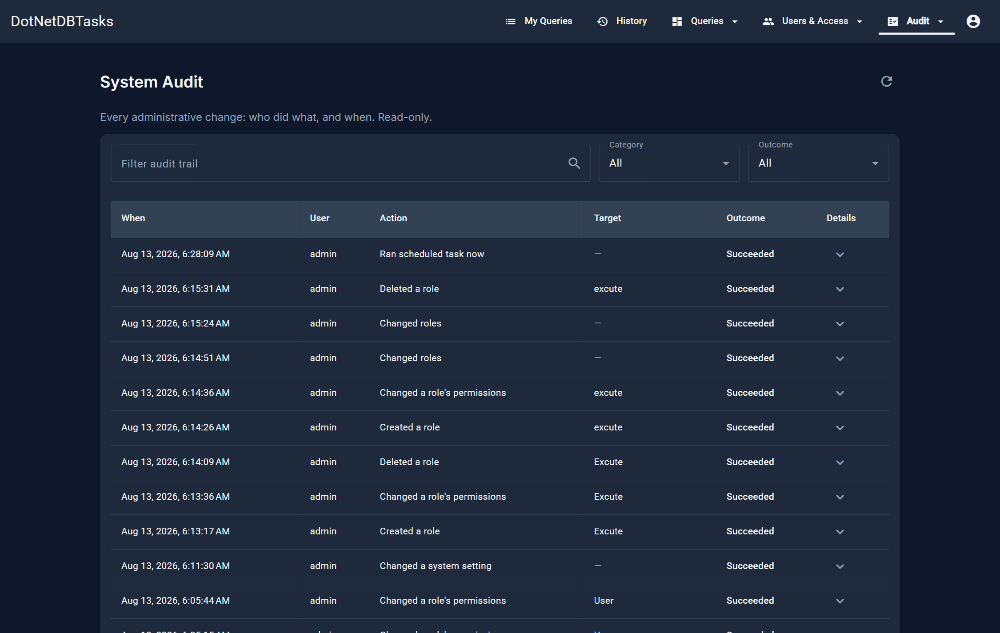 DotNetDBTasks
My Queries
History
Queries
Users & Access
Audit
System Audit
Every administrative change: who did what, and when. Read-only.
Filter audit trail
Category
All
Outcome
All
When User Action Target Outcome Details
Aug 13, 2026, 6:28:09 AM admin Ran scheduled task now — Succeeded
Aug 13, 2026, 6:15:31 AM admin Deleted a role excute Succeeded
Aug 13, 2026, 6:15:24 AM admin Changed roles — Succeeded
Aug 13, 2026, 6:14:51 AM admin Changed roles — Succeeded
Aug 13, 2026, 6:14:36 AM admin Changed a role's permissions excute Succeeded
Aug 13, 2026, 6:14:26 AM admin Created a role excute Succeeded
Aug 13, 2026, 6:14:09 AM admin Deleted a role Excute Succeeded
Aug 13, 2026, 6:13:36 AM admin Changed a role's permissions Excute Succeeded
Aug 13, 2026, 6:13:17 AM admin Created a role Excute Succeeded
Aug 13, 2026, 6:11:30 AM admin Changed a system setting — Succeeded
Aug 13, 2026, 6:05:44 AM admin Changed a role's permissions User Succeeded